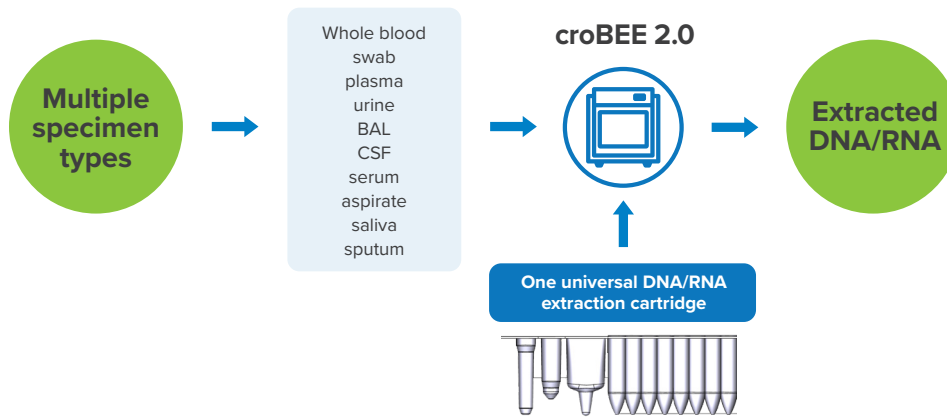 Multiple
specimen
types
Whole blood
swab
plasma
urine
BAL
CSF
serum
aspirate
saliva
sputum
croBEE 2.0
Extracted
DNA/RNA
One universal DNA/RNA
extraction cartridge